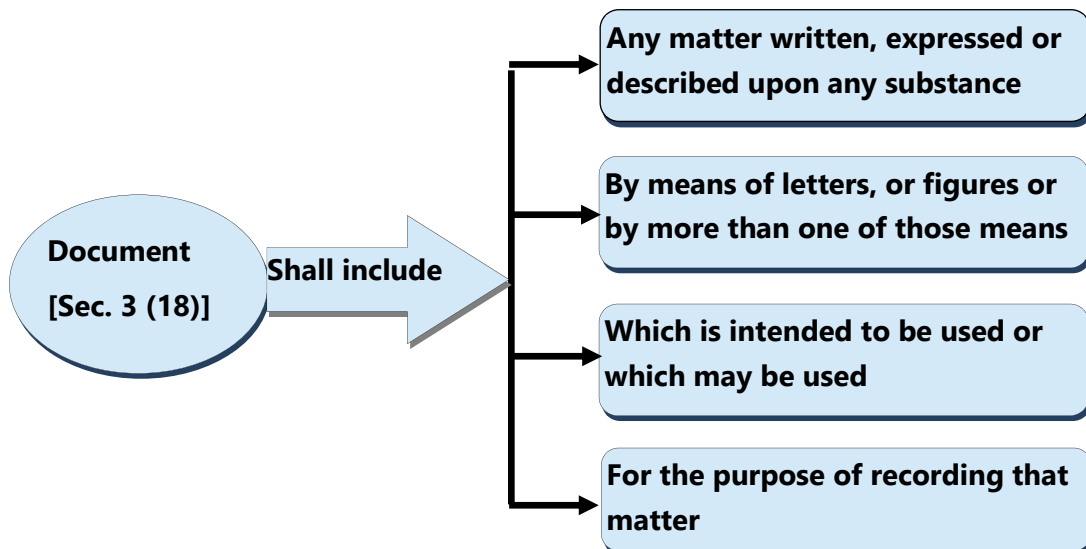 Document
[Sec. 3 (18)]
Shall include
Any matter written, expressed or
described upon any substance
By means of letters, or figures or
by more than one of those means
Which is intended to be used or
which may be used
For the purpose of recording that
matter